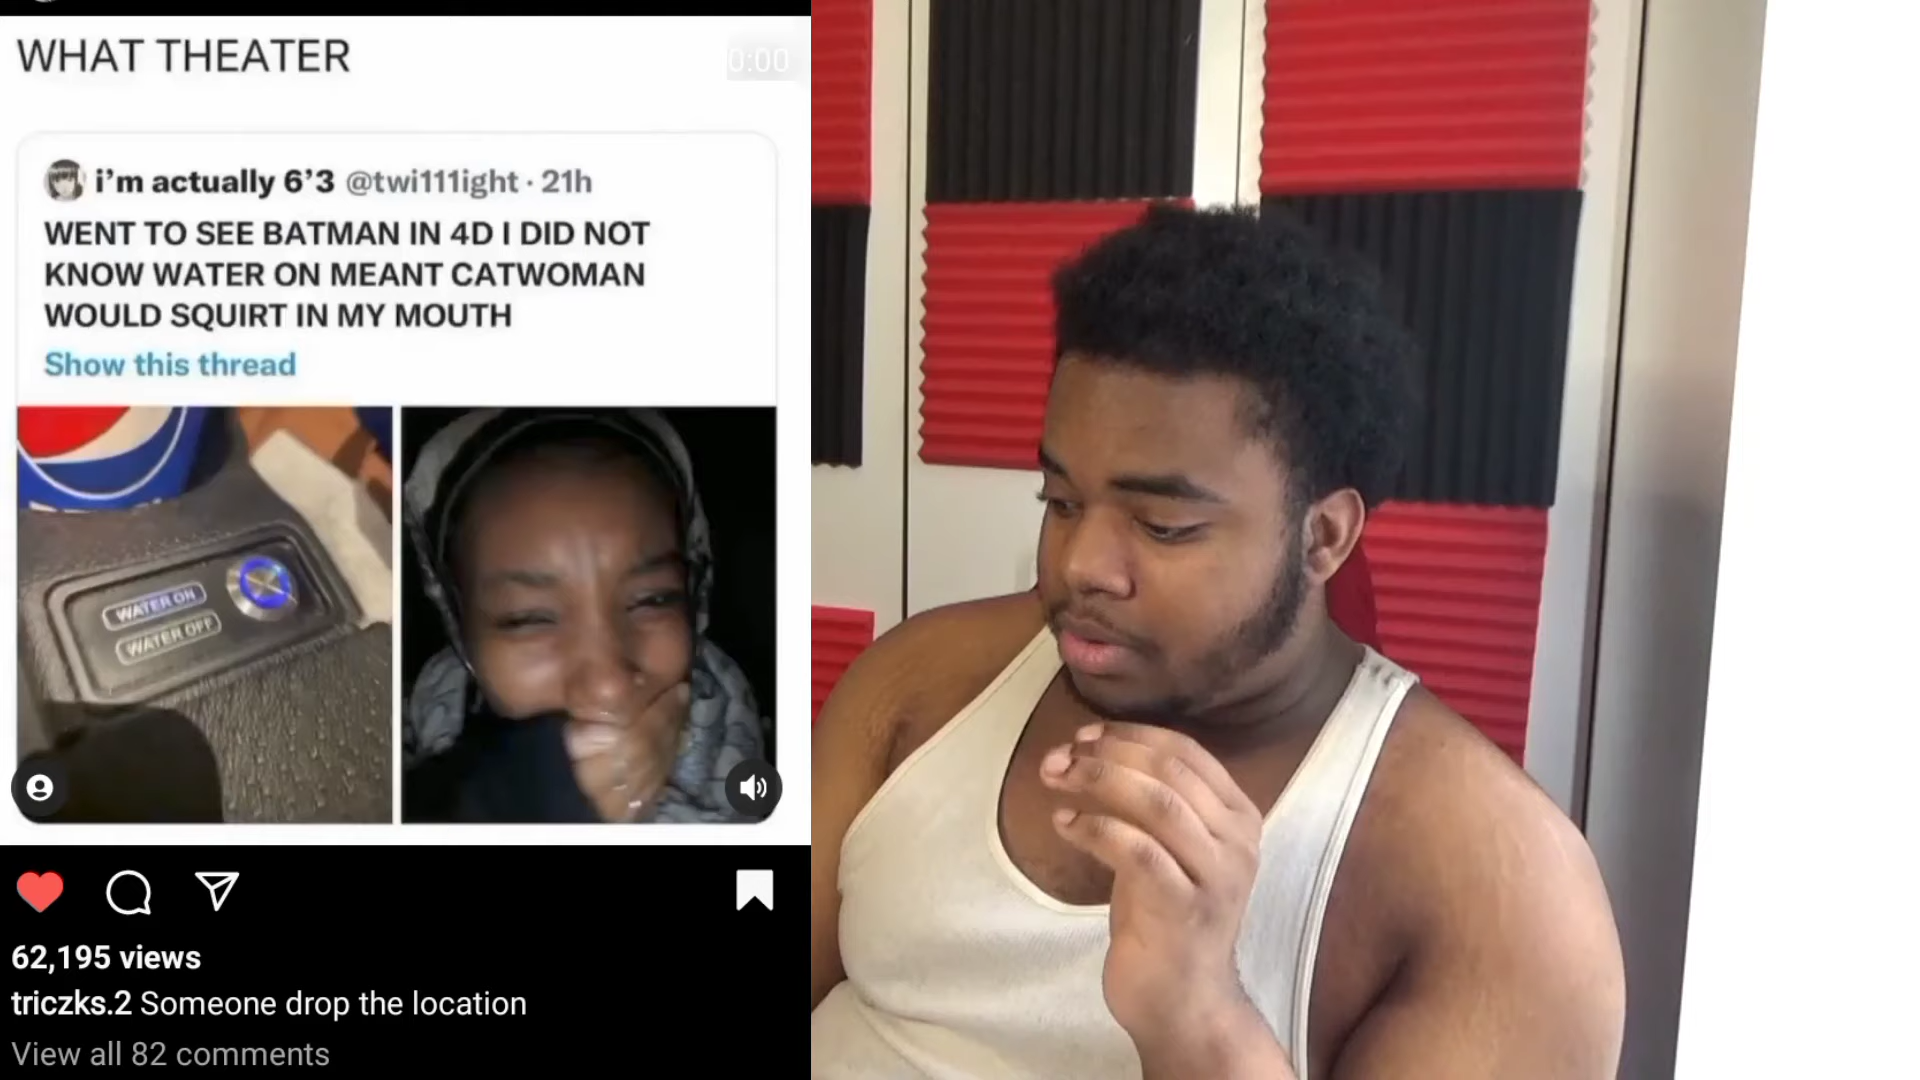 WHAT THEATER
0:00
i’m actually 6’3 @twi111ight · 21h
WENT TO SEE BATMAN IN 4D I DID NOT
KNOW WATER ON MEANT CATWOMAN
WOULD SQUIRT IN MY MOUTH
Show this thread
WATER ON
WATER OFF
62,195 views
triczks.2 Someone drop the location
View all 82 comments